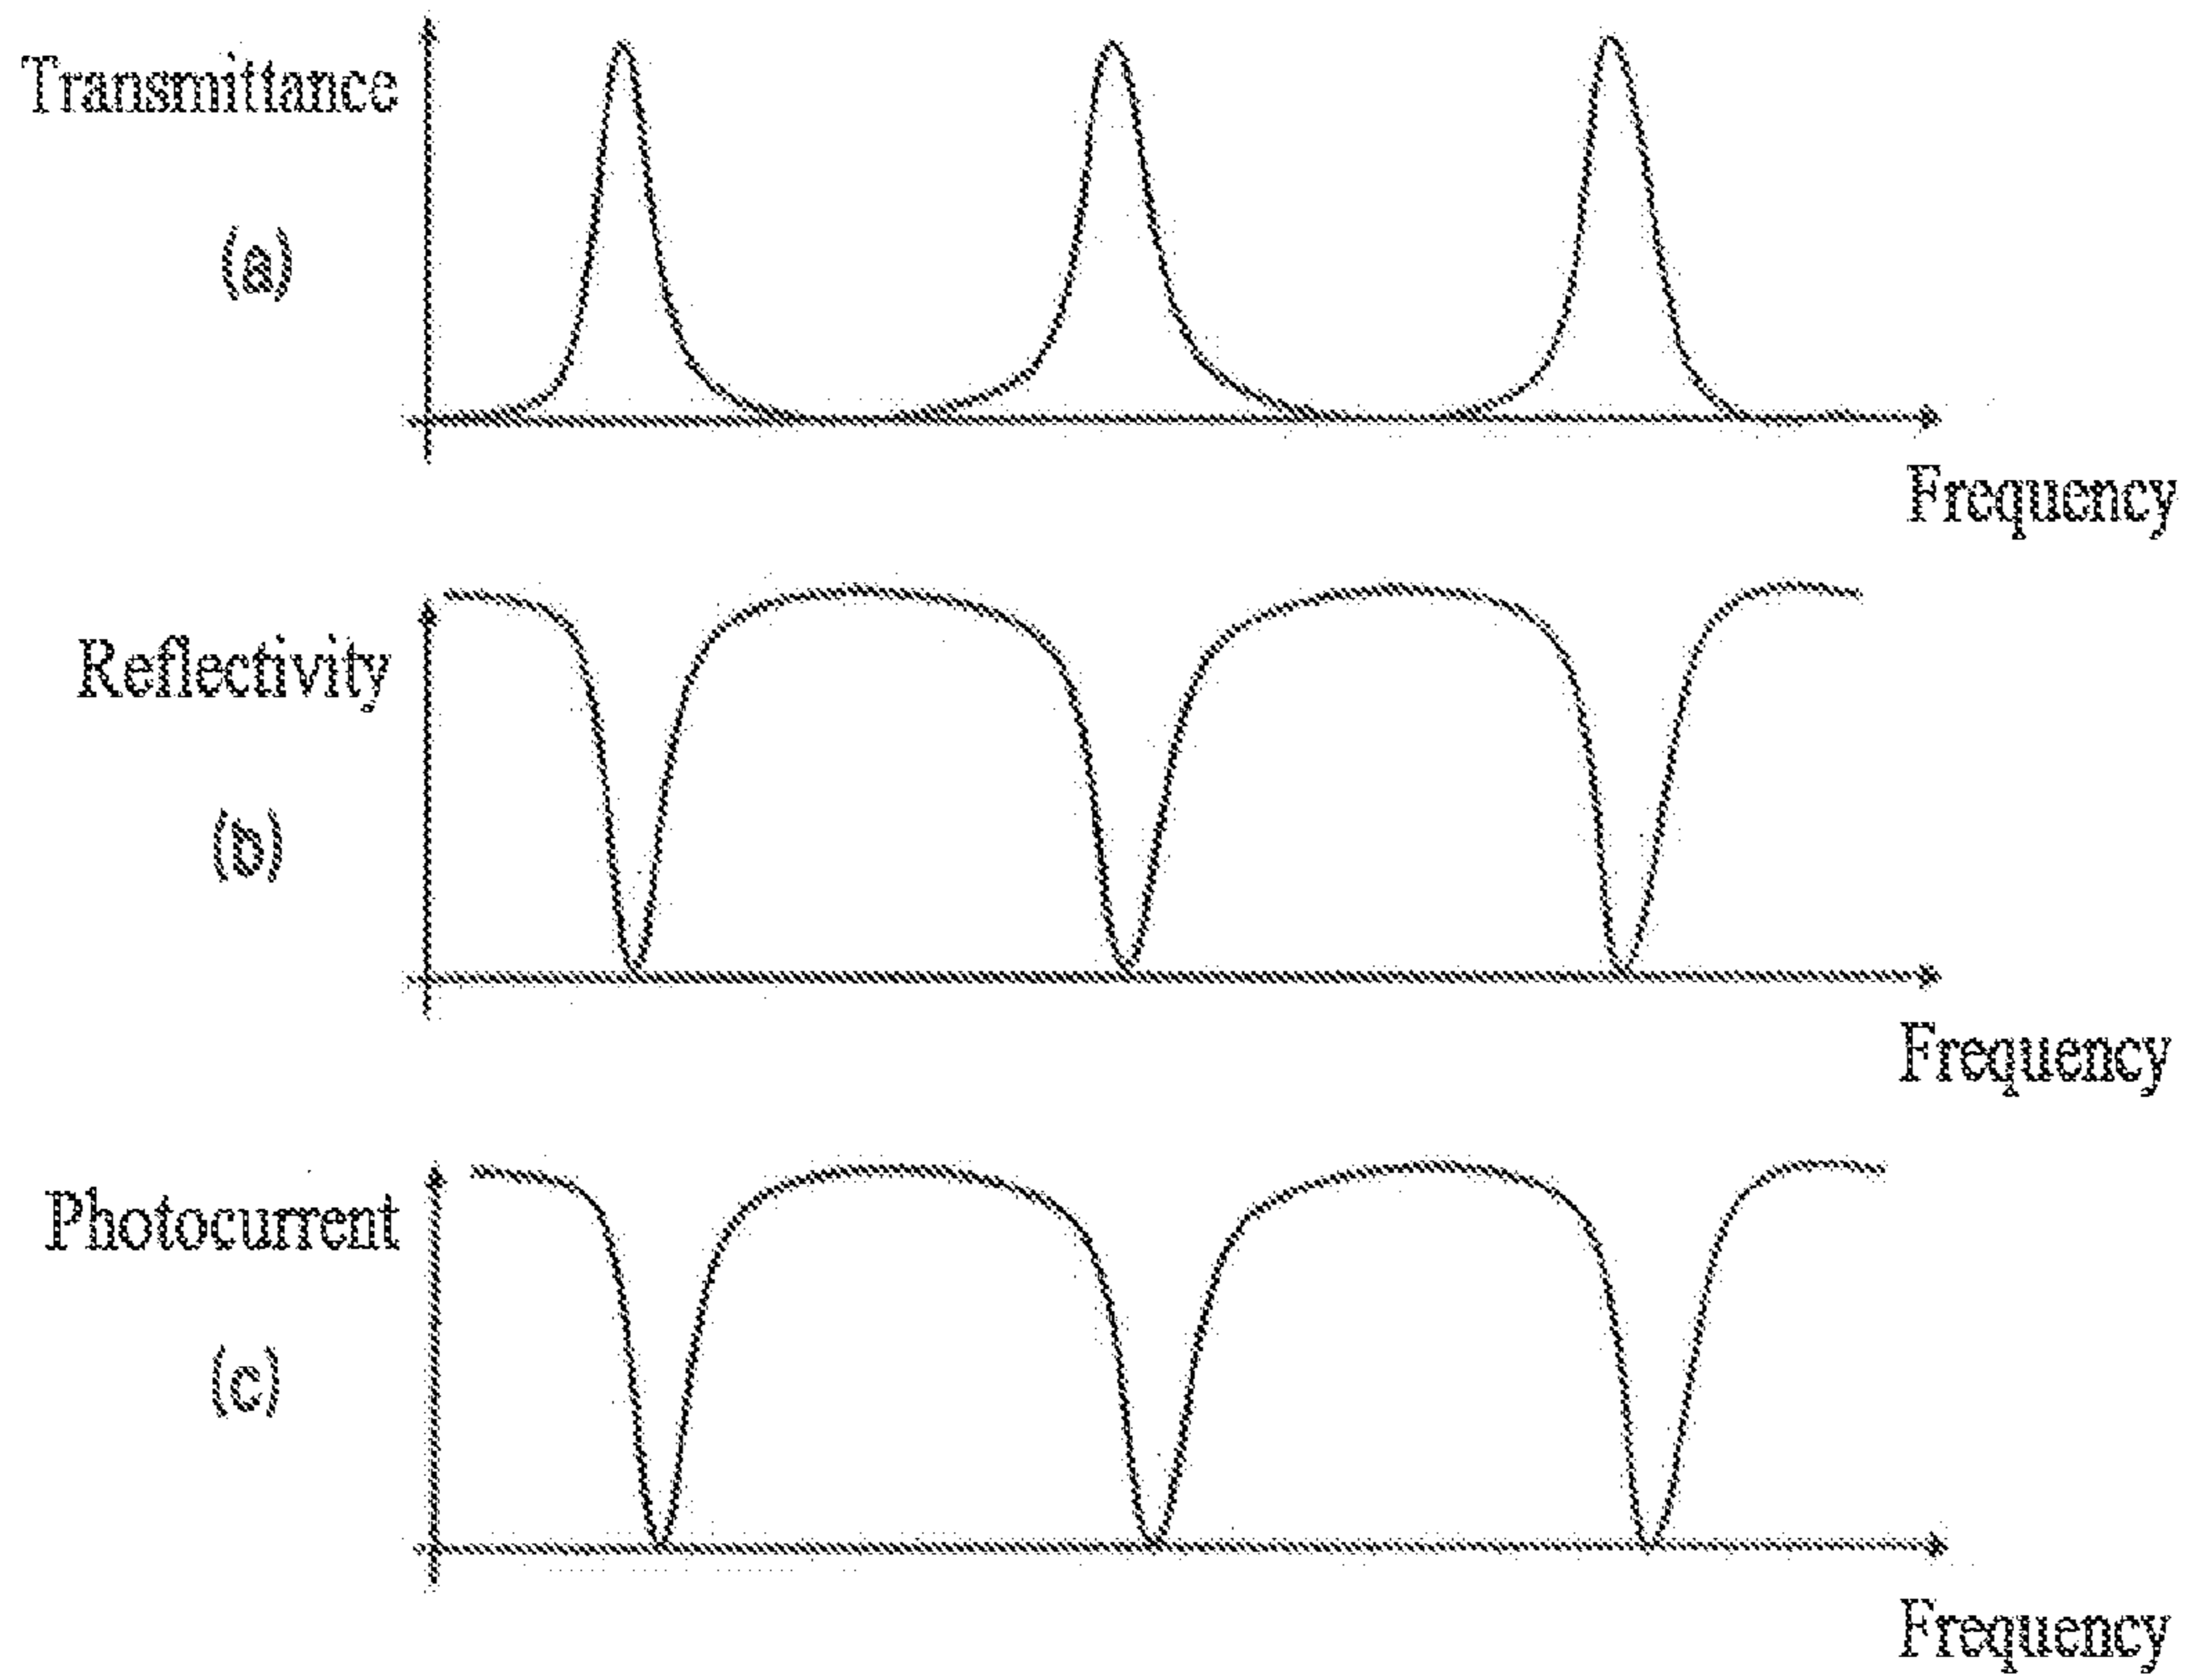 Transmittance
(a)
Frequency
Reflectivity
(b)
Frequency
Photocurrent
(c)
Frequency